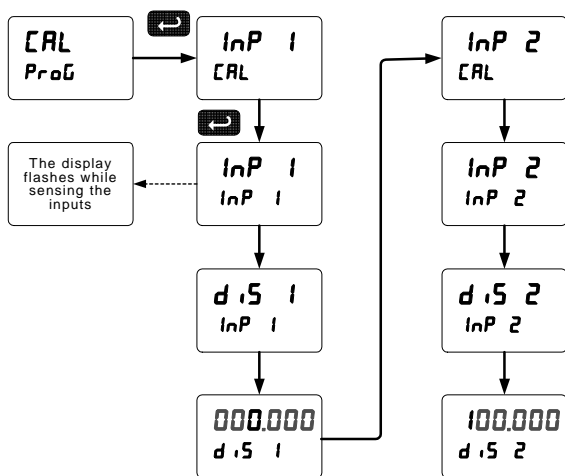 CAL
ProG
InP 1
CAL
The display
flashes while
sensing the
inputs
InP 1
InP 1
diS 1
InP 1
000.000
diS 1
InP 2
CAL
InP 2
InP 2
diS 2
InP 2
100.000
diS 2